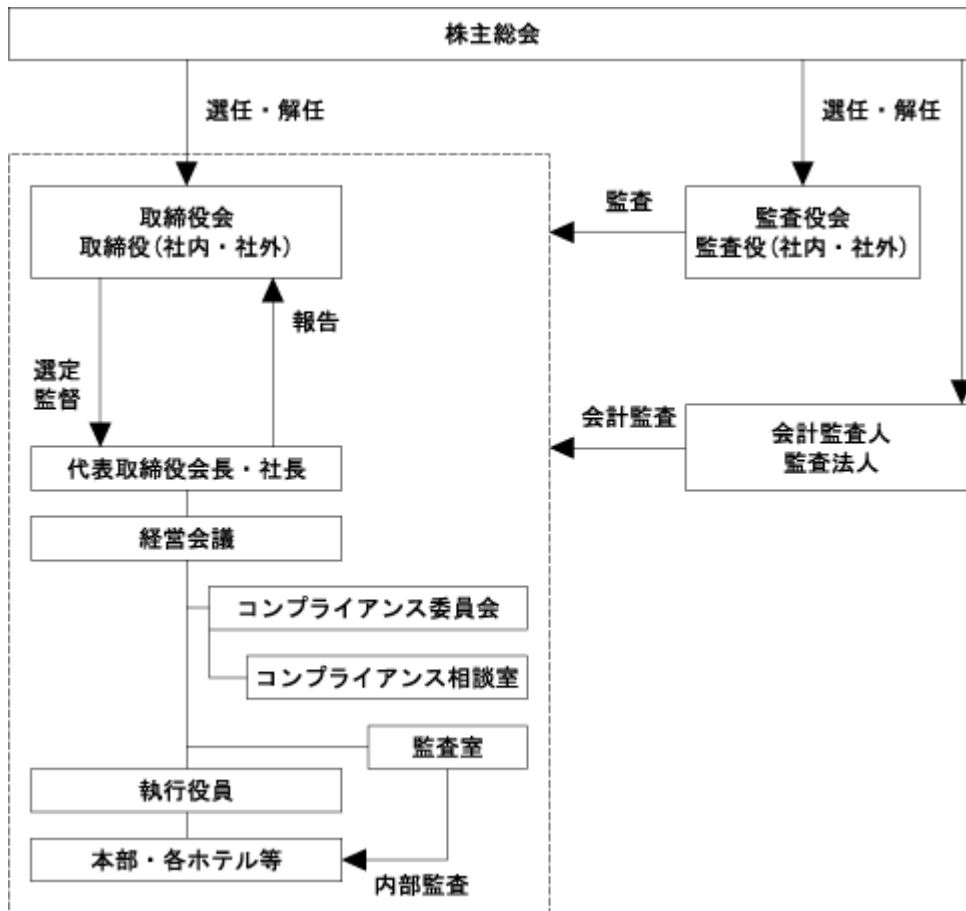 株主総会
選任・解任
選任・解任
取締役会
取締役(社内・社外)
監査
監査役会
監査役(社内・社外)
報告
選定
監督
会計監査
会計監査人
監査法人
代表取締役会長・社長
経営会議
コンプライアンス委員会
コンプライアンス相談室
監査室
執行役員
本部・各ホテル等
内部監査